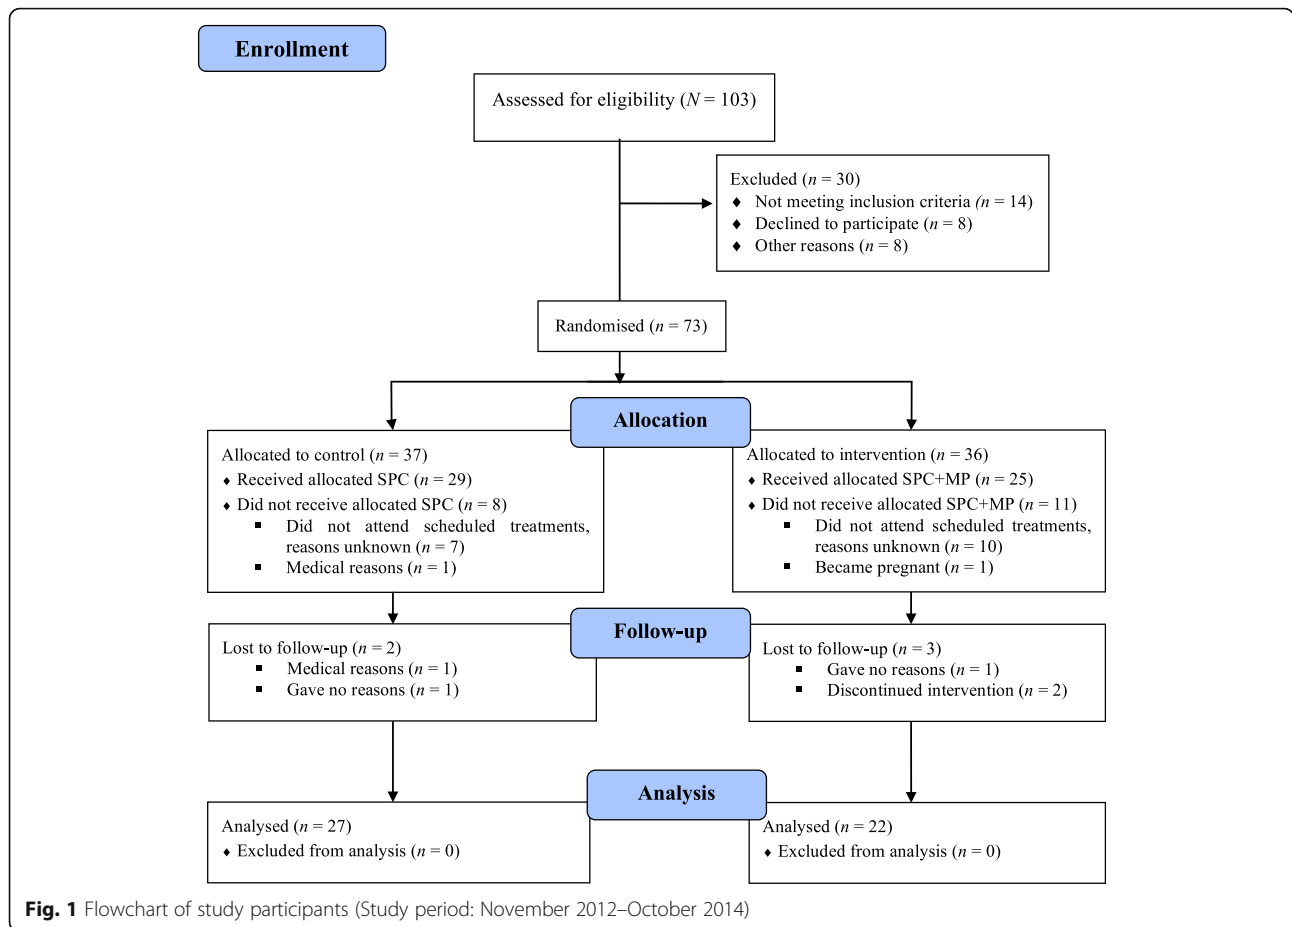 Enrollment
Assessed for eligibility (N = 103)
Excluded (n = 30)
♦ Not meeting inclusion criteria (n = 14)
♦ Declined to participate (n = 8)
♦ Other reasons (n = 8)
Randomised (n = 73)
Allocation
Allocated to control (n = 37)
♦ Received allocated SPC (n = 29)
♦ Did not receive allocated SPC (n = 8)
▪ Did not attend scheduled treatments,
reasons unknown (n = 7)
▪ Medical reasons (n = 1)
Allocated to intervention (n = 36)
♦ Received allocated SPC+MP (n = 25)
♦ Did not receive allocated SPC+MP (n = 11)
▪ Did not attend scheduled treatments,
reasons unknown (n = 10)
▪ Became pregnant (n = 1)
Follow-up
Lost to follow-up (n = 2)
▪ Medical reasons (n = 1)
▪ Gave no reasons (n = 1)
Lost to follow-up (n = 3)
▪ Gave no reasons (n = 1)
▪ Discontinued intervention (n = 2)
Analysis
Analysed (n = 27)
♦ Excluded from analysis (n = 0)
Analysed (n = 22)
♦ Excluded from analysis (n = 0)
Fig. 1 Flowchart of study participants (Study period: November 2012–October 2014)